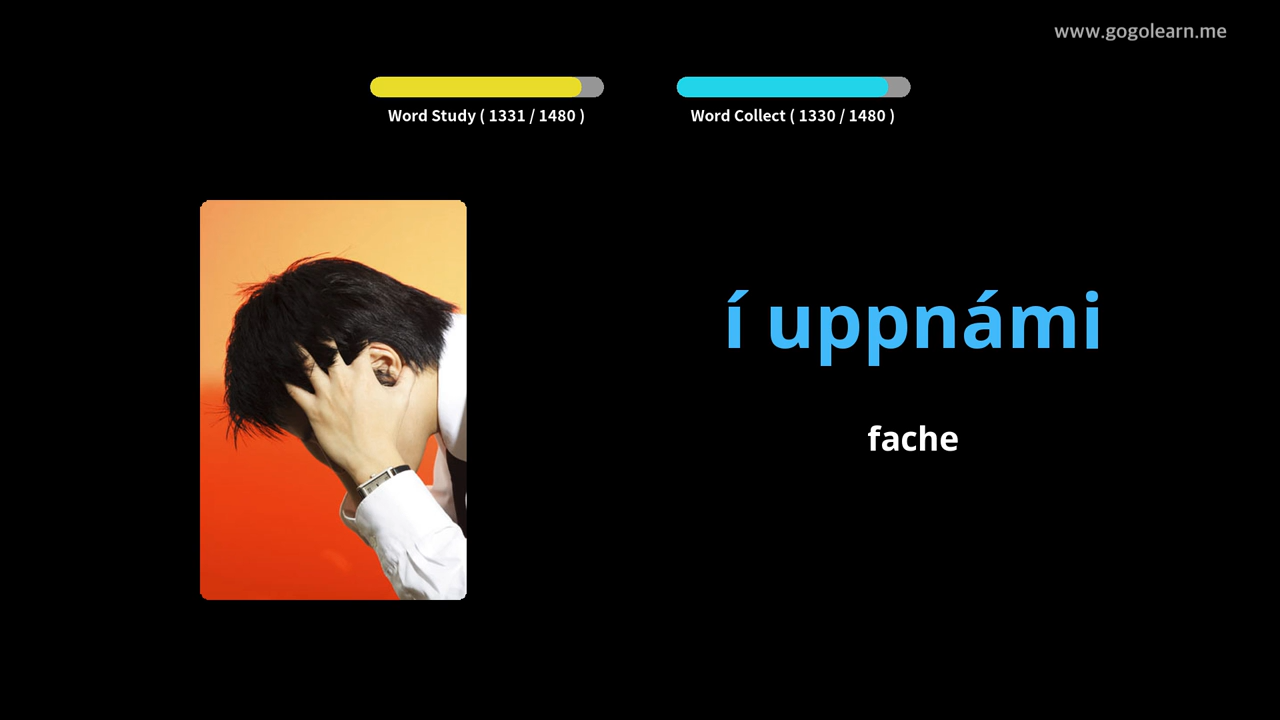 www.gogolearn.me
Word Study ( 1331 / 1480 )
Word Collect ( 1330 / 1480 )
í uppnámi
fache